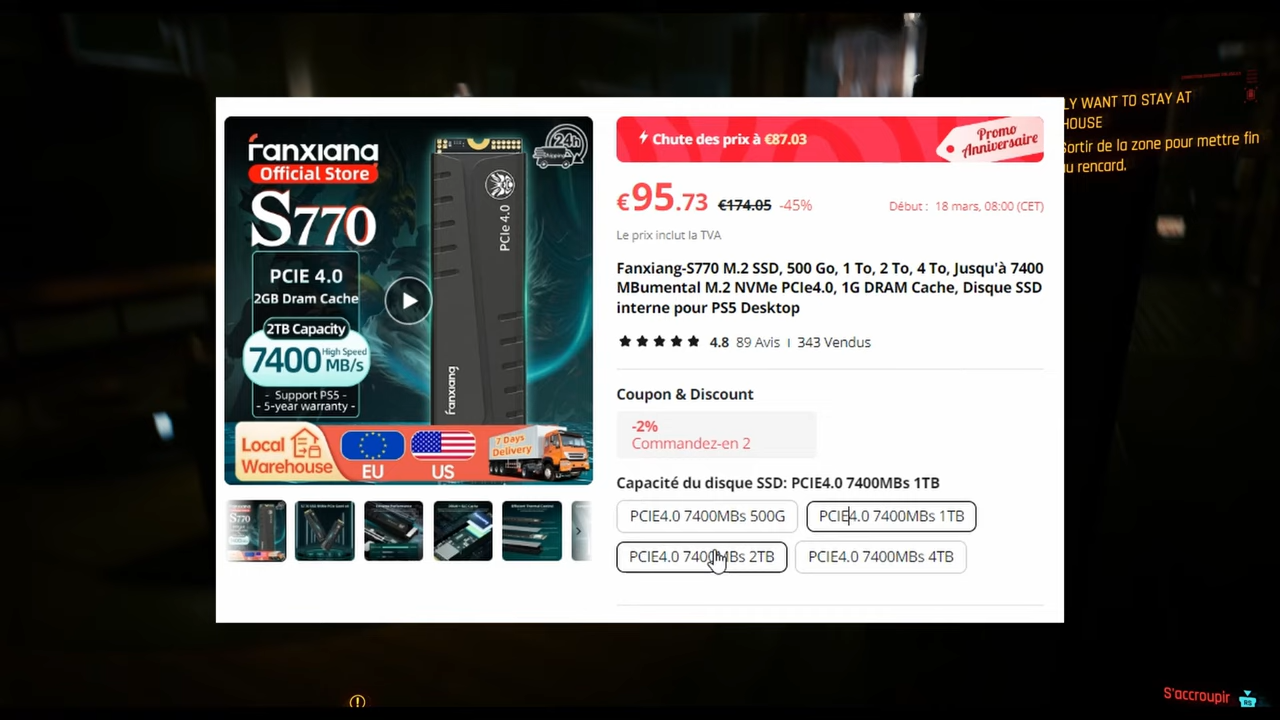 fanxiang
Official Store
S770
PCIE 4.0
2GB Dram Cache
2TB Capacity
7400 High Speed MB/s
- Support PS5 -
- 5-year warranty -
24h
Shipping
PCIe 4.0
fanxiang
Local Warehouse
EU
US
7 Days
Delivery
Chute des prix à €87.03
Promo
Anniversaire
€95.73 €174.05 -45%
Début : 18 mars, 08:00 (CET)
Le prix inclut la TVA
Fanxiang-S770 M.2 SSD, 500 Go, 1 To, 2 To, 4 To, Jusqu'à 7400
MBumental M.2 NVMe PCIe4.0, 1G DRAM Cache, Disque SSD
interne pour PS5 Desktop
4.8 89 Avis I 343 Vendus
Coupon & Discount
-2%
Commandez-en 2
Capacité du disque SSD: PCIE4.0 7400MBs 1TB
PCIE4.0 7400MBs 500G
PCIE4.0 7400MBs 1TB
PCIE4.0 7400MBs 2TB
PCIE4.0 7400MBs 4TB
LY WANT TO STAY AT
HOUSE
Sortir de la zone pour mettre fin
au rencard.
S'accroupir